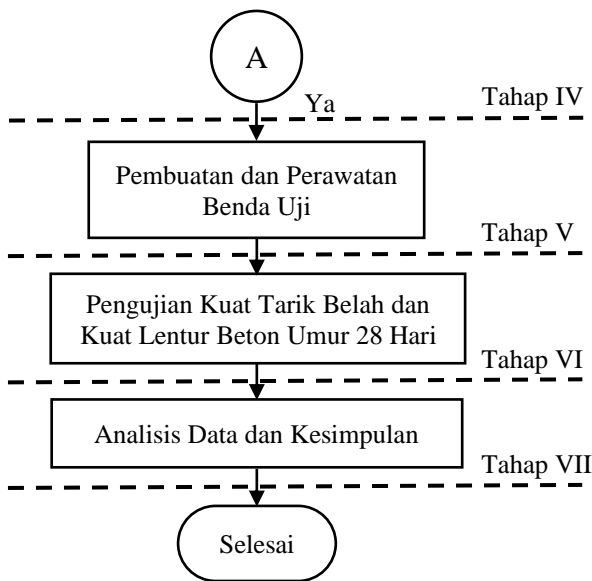 A
Ya
Tahap IV
Pembuatan dan Perawatan
Benda Uji
Tahap V
Pengujian Kuat Tarik Belah dan
Kuat Lentur Beton Umur 28 Hari
Tahap VI
Analisis Data dan Kesimpulan
Tahap VII
Selesai